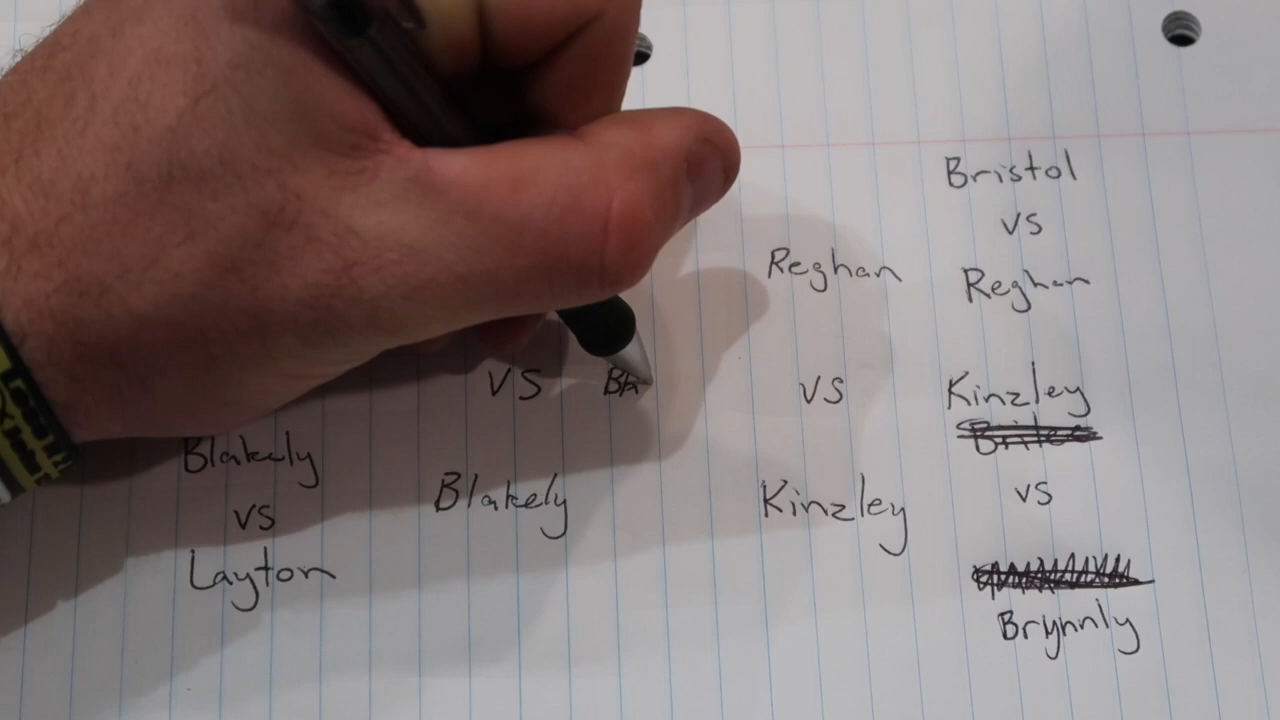 Bristol
vs
Reghan
Reghan
vs
Kinzley
vs
Kinzley
vs
Brynnly
Blakely
vs
Layton
Blakely